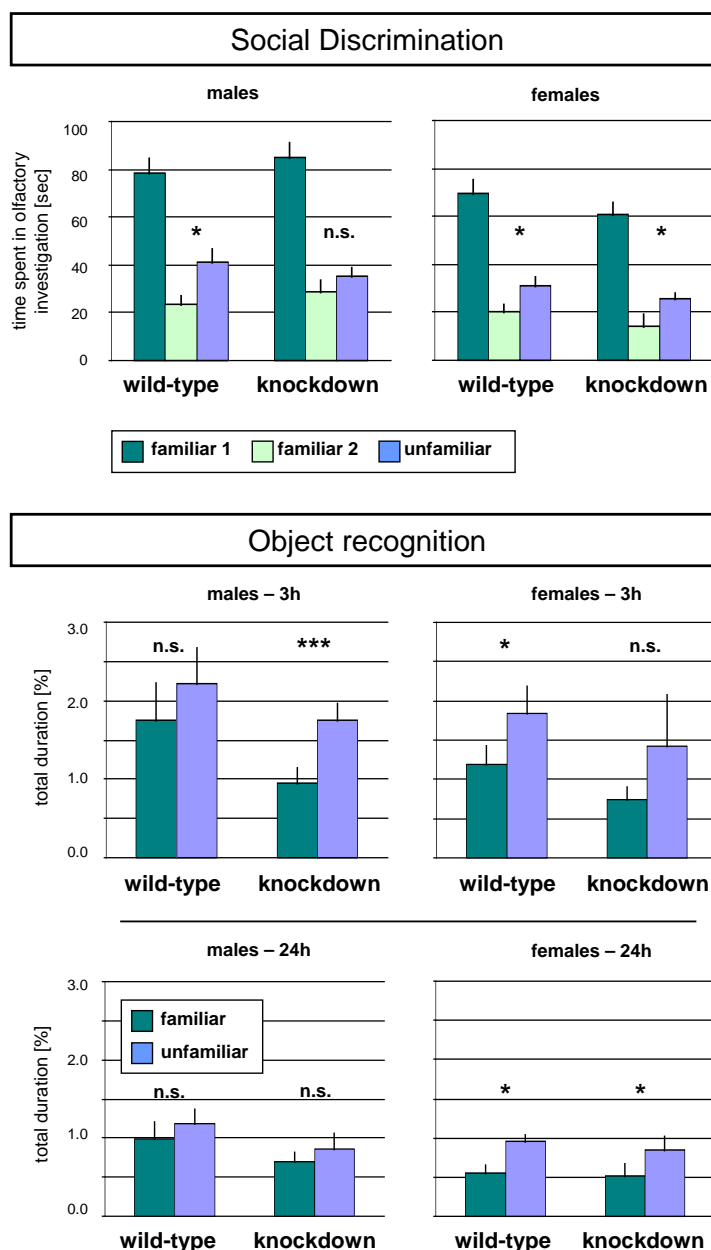 Social Discrimination
males
females
time spent in olfactory
investigation [sec]
100
80
60
40
20
0
*
n.s.
*
*
wild-type
knockdown
wild-type
knockdown
familiar 1
familiar 2
unfamiliar
Object recognition
males – 3h
females – 3h
total duration [%]
3.0
2.0
1.0
0.0
n.s.
***
*
n.s.
wild-type
knockdown
wild-type
knockdown
males – 24h
females – 24h
total duration [%]
3.0
2.0
1.0
0.0
familiar
unfamiliar
n.s.
n.s.
*
*
wild-type
knockdown
wild-type
knockdown